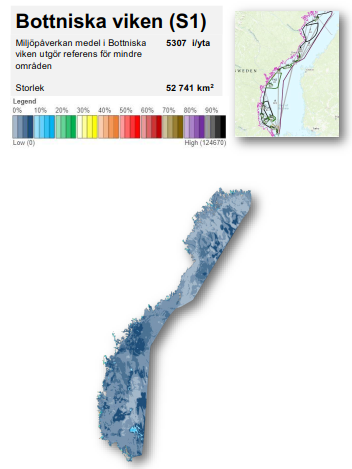 Bottniska viken (S1)
Miljöpåverkan medel i Bottniska 5307 i/yta
viken utgör referens för mindre
områden
Storlek 52 741 km²
Legend
0% 10% 20% 30% 40% 50% 60% 70% 80% 90%
Low (0) High (124670)
WEDEN